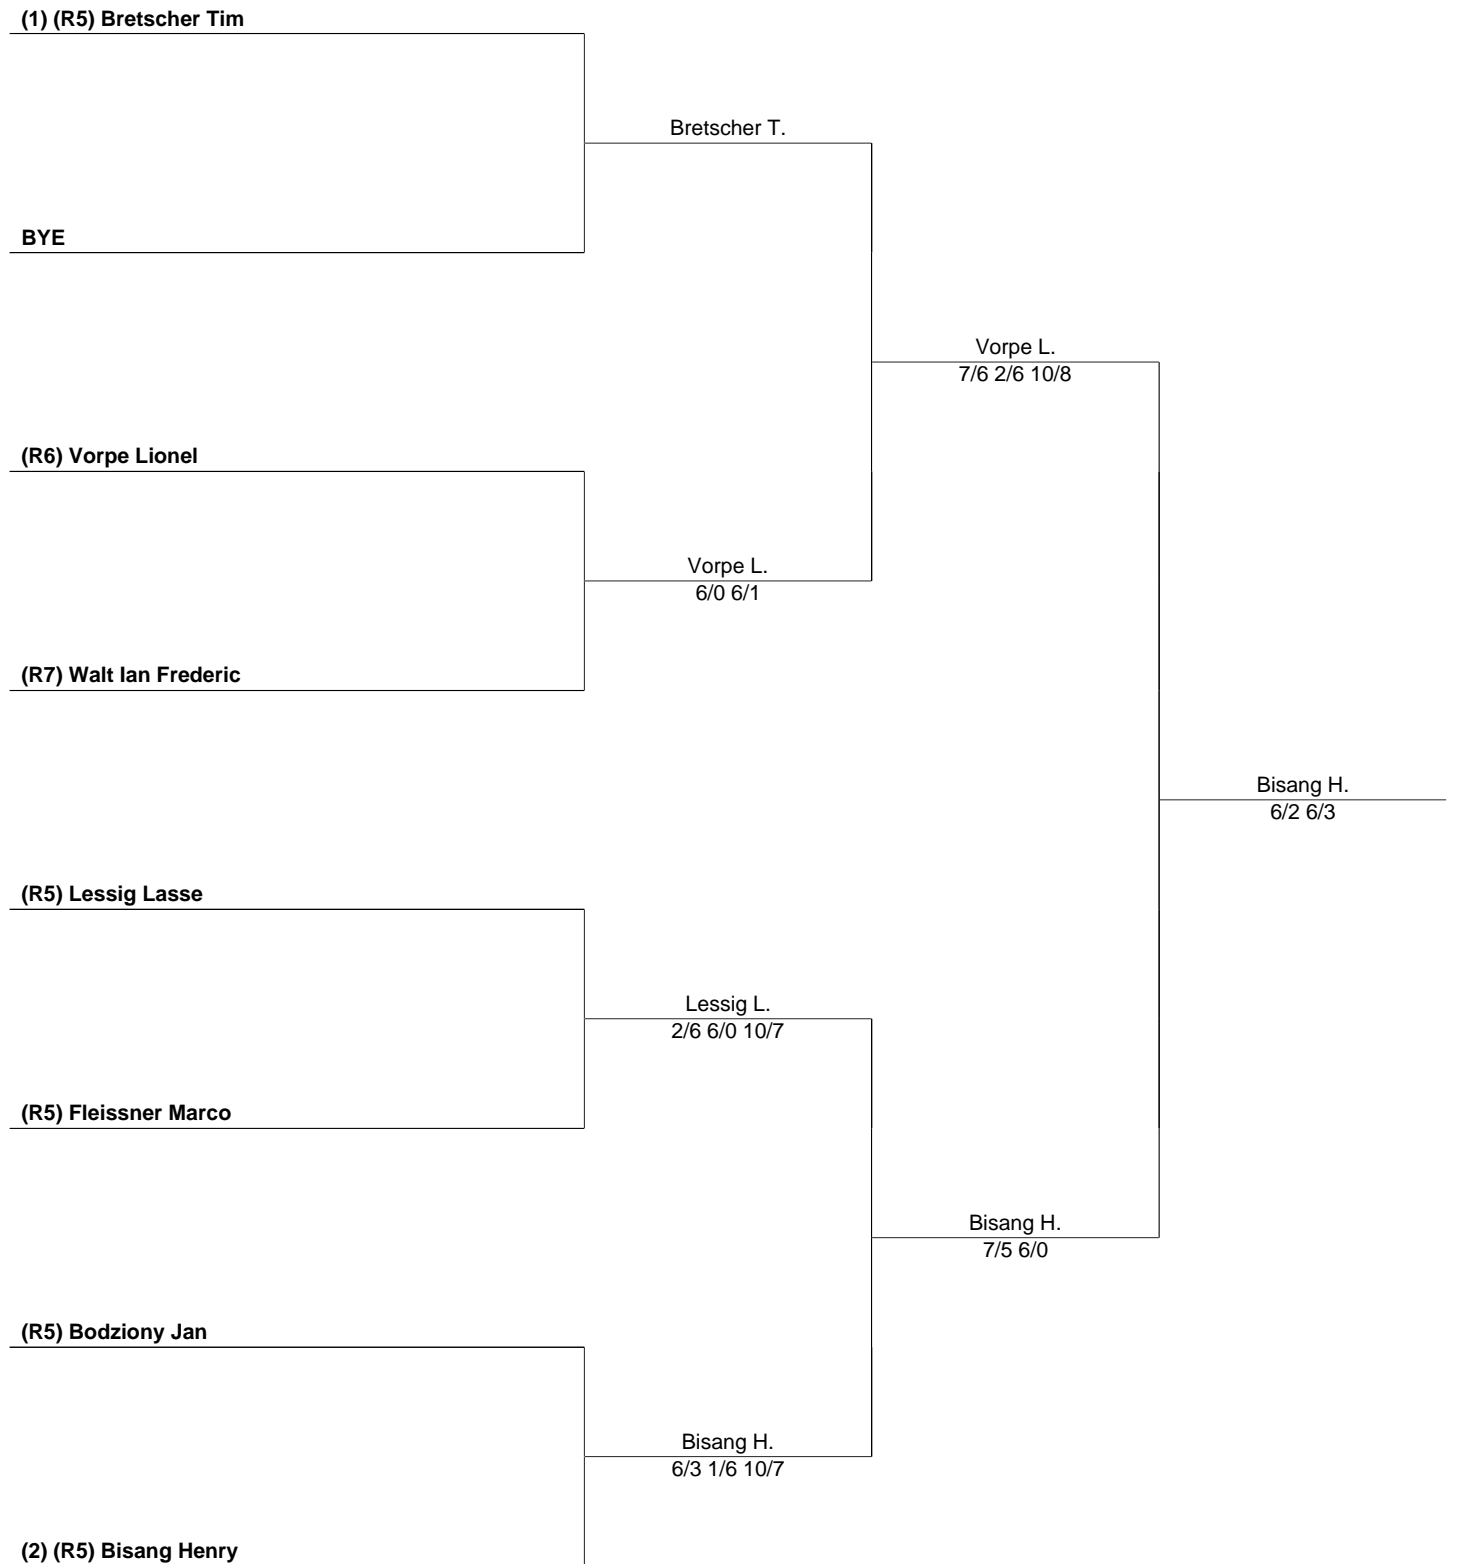 (1) (R5) Bretscher Tim
Bretscher T.
BYE
Vorpe L.
7/6 2/6 10/8
(R6) Vorpe Lionel
Vorpe L.
6/0 6/1
(R7) Walt Ian Frederic
Bisang H.
6/2 6/3
(R5) Lessig Lasse
Lessig L.
2/6 6/0 10/7
(R5) Fleissner Marco
Bisang H.
7/5 6/0
(R5) Bodziony Jan
Bisang H.
6/3 1/6 10/7
(2) (R5) Bisang Henry